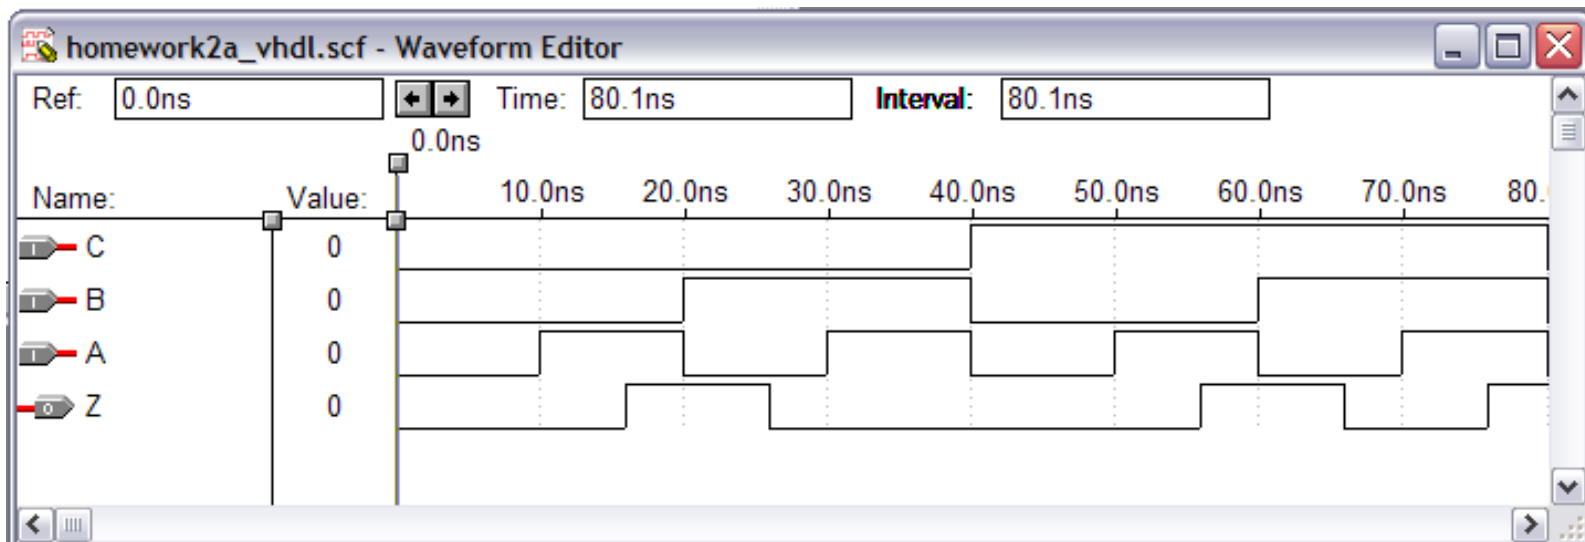 homework2a_vhdl.scf - Waveform Editor
Ref: 0.0ns Time: 80.1ns Interval: 80.1ns
0.0ns
Name: Value: 10.0ns 20.0ns 30.0ns 40.0ns 50.0ns 60.0ns 70.0ns 80.
C 0
B 0
A 0
Z 0